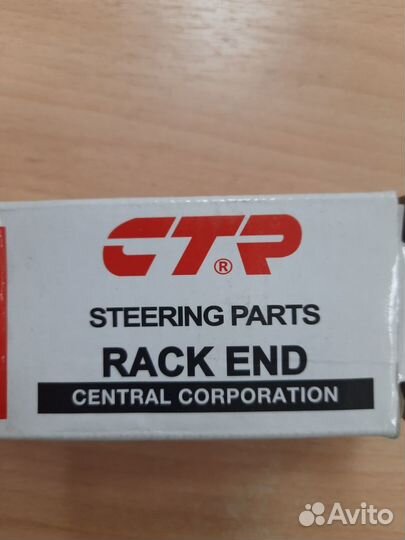 CTR®
STEERING PARTS
RACK END
CENTRAL CORPORATION
Avito